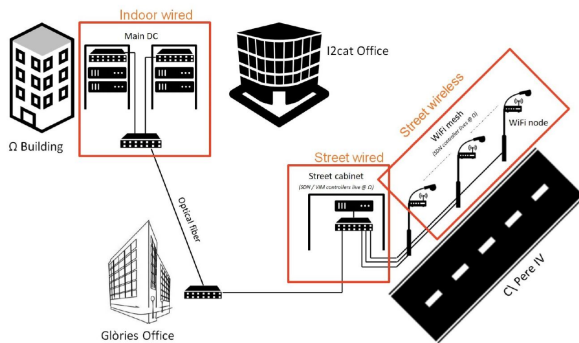 Indoor wired
Main DC
I2cat Office
Ω Building
Street wireless
WiFi mesh
(SDN controller lives @ Ω)
WiFi node
Street wired
Street cabinet
(SDN / VIM controllers live @ Ω)
Optical fiber
C\ Pere IV
Glòries Office